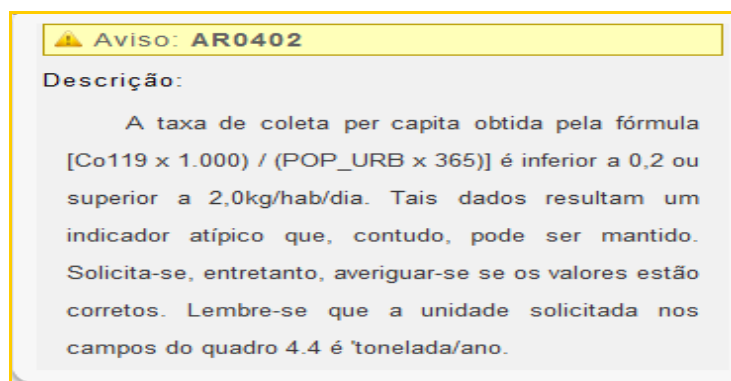 Aviso: AR0402
Descrição:
A taxa de coleta per capita obtida pela fórmula
[Co119 x 1.000) / (POP_URB x 365)] é inferior a 0,2 ou
superior a 2,0kg/hab/dia. Tais dados resultam um
indicador atípico que, contudo, pode ser mantido.
Solicita-se, entretanto, averiguar-se se os valores estão
corretos. Lembre-se que a unidade solicitada nos
campos do quadro 4.4 é 'tonelada/ano.